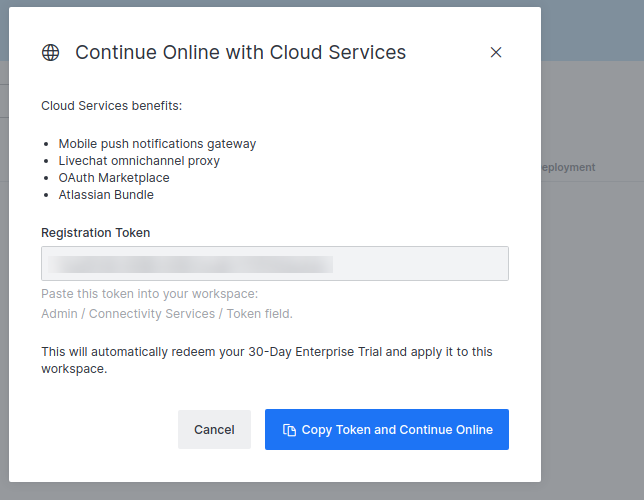 Continue Online with Cloud Services
Cloud Services benefits:
Mobile push notifications gateway
Livechat omnichannel proxy
OAuth Marketplace
Atlassian Bundle
eployment
Registration Token
Paste this token into your workspace:
Admin / Connectivity Services / Token field.
This will automatically redeem your 30-Day Enterprise Trial and apply it to this
workspace.
Cancel
Copy Token and Continue Online